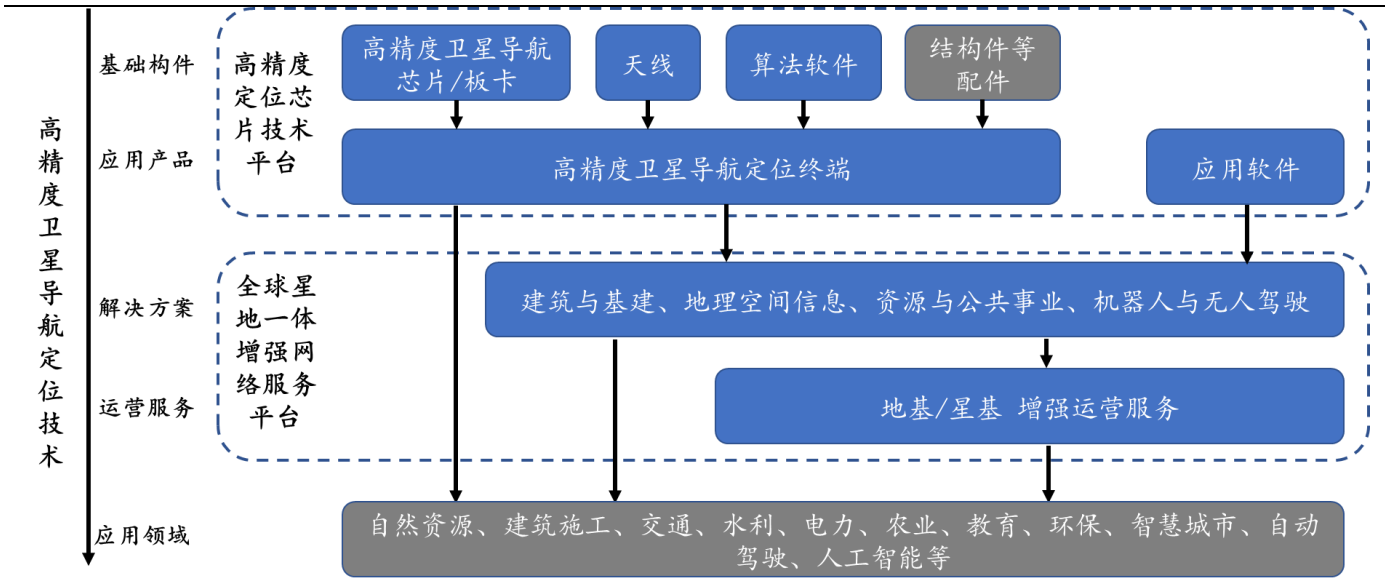 高精度卫星导航定位技术
基础构件
应用产品
解决方案
运营服务
应用领域
高精度
定位芯
片技术
平台
高精度卫星导航
芯片/板卡
天线
算法软件
结构件等
配件
高精度卫星导航定位终端
应用软件
全球星
地一体
增强网
络服务
平台
建筑与基建、地理空间信息、资源与公共事业、机器人与无人驾驶
地基/星基 增强运营服务
自然资源、建筑施工、交通、水利、电力、农业、教育、环保、智慧城市、自动
驾驶、人工智能等